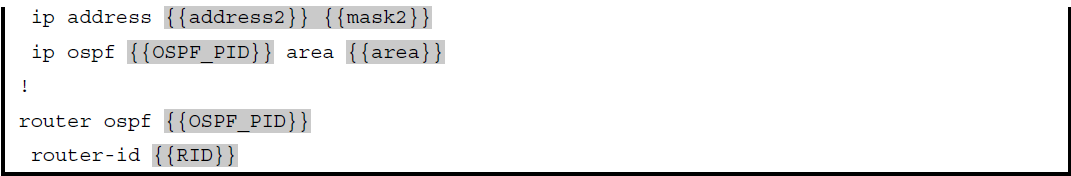 ip address {{address2}} {{mask2}}
ip ospf {{OSPF_PID}} area {{area}}
!
router ospf {{OSPF_PID}}
router-id {{RID}}